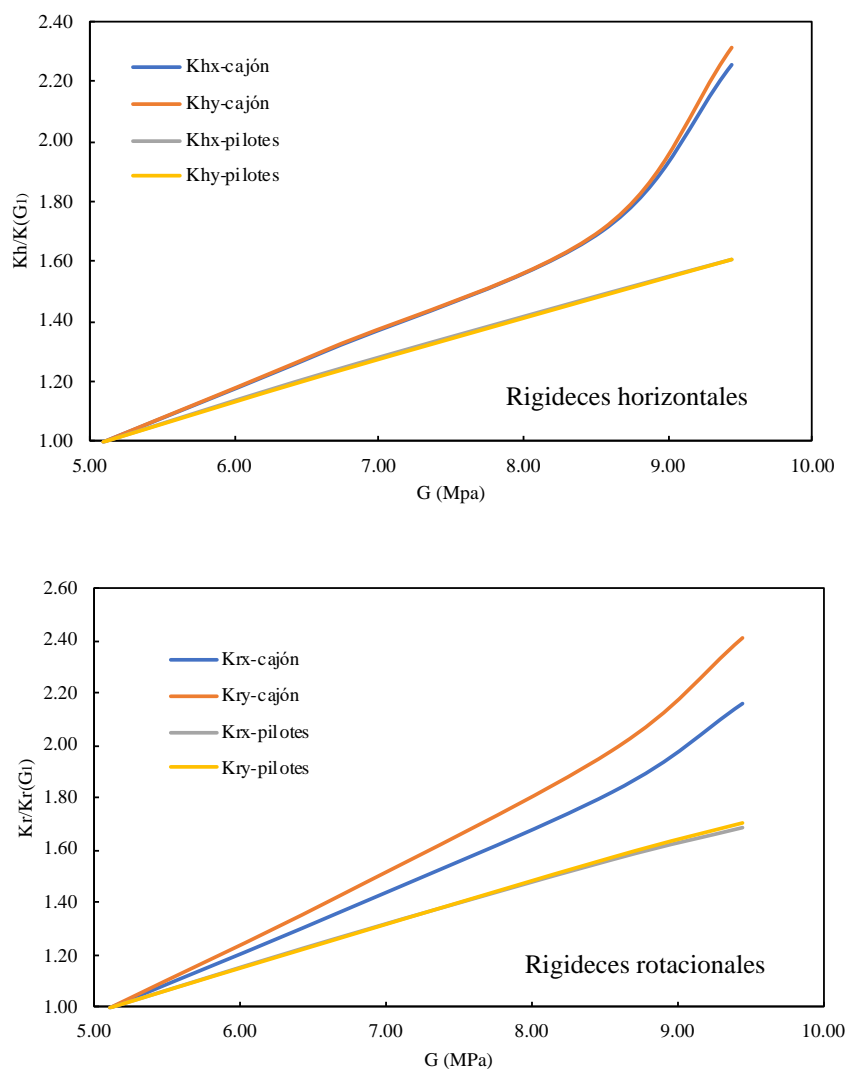 2.40
2.20
2.00
1.80
1.60
1.40
1.20
1.00
Kh/K(G1)
Khx-cajón
Khy-cajón
Khx-pilotes
Khy-pilotes
Rigideces horizontales
5.00 6.00 7.00 8.00 9.00 10.00
G (Mpa)
2.60
2.40
2.20
2.00
1.80
1.60
1.40
1.20
1.00
Kr/Kr(G1)
Krx-cajón
Kry-cajón
Krx-pilotes
Kry-pilotes
Rigideces rotacionales
5.00 6.00 7.00 8.00 9.00 10.00
G (MPa)